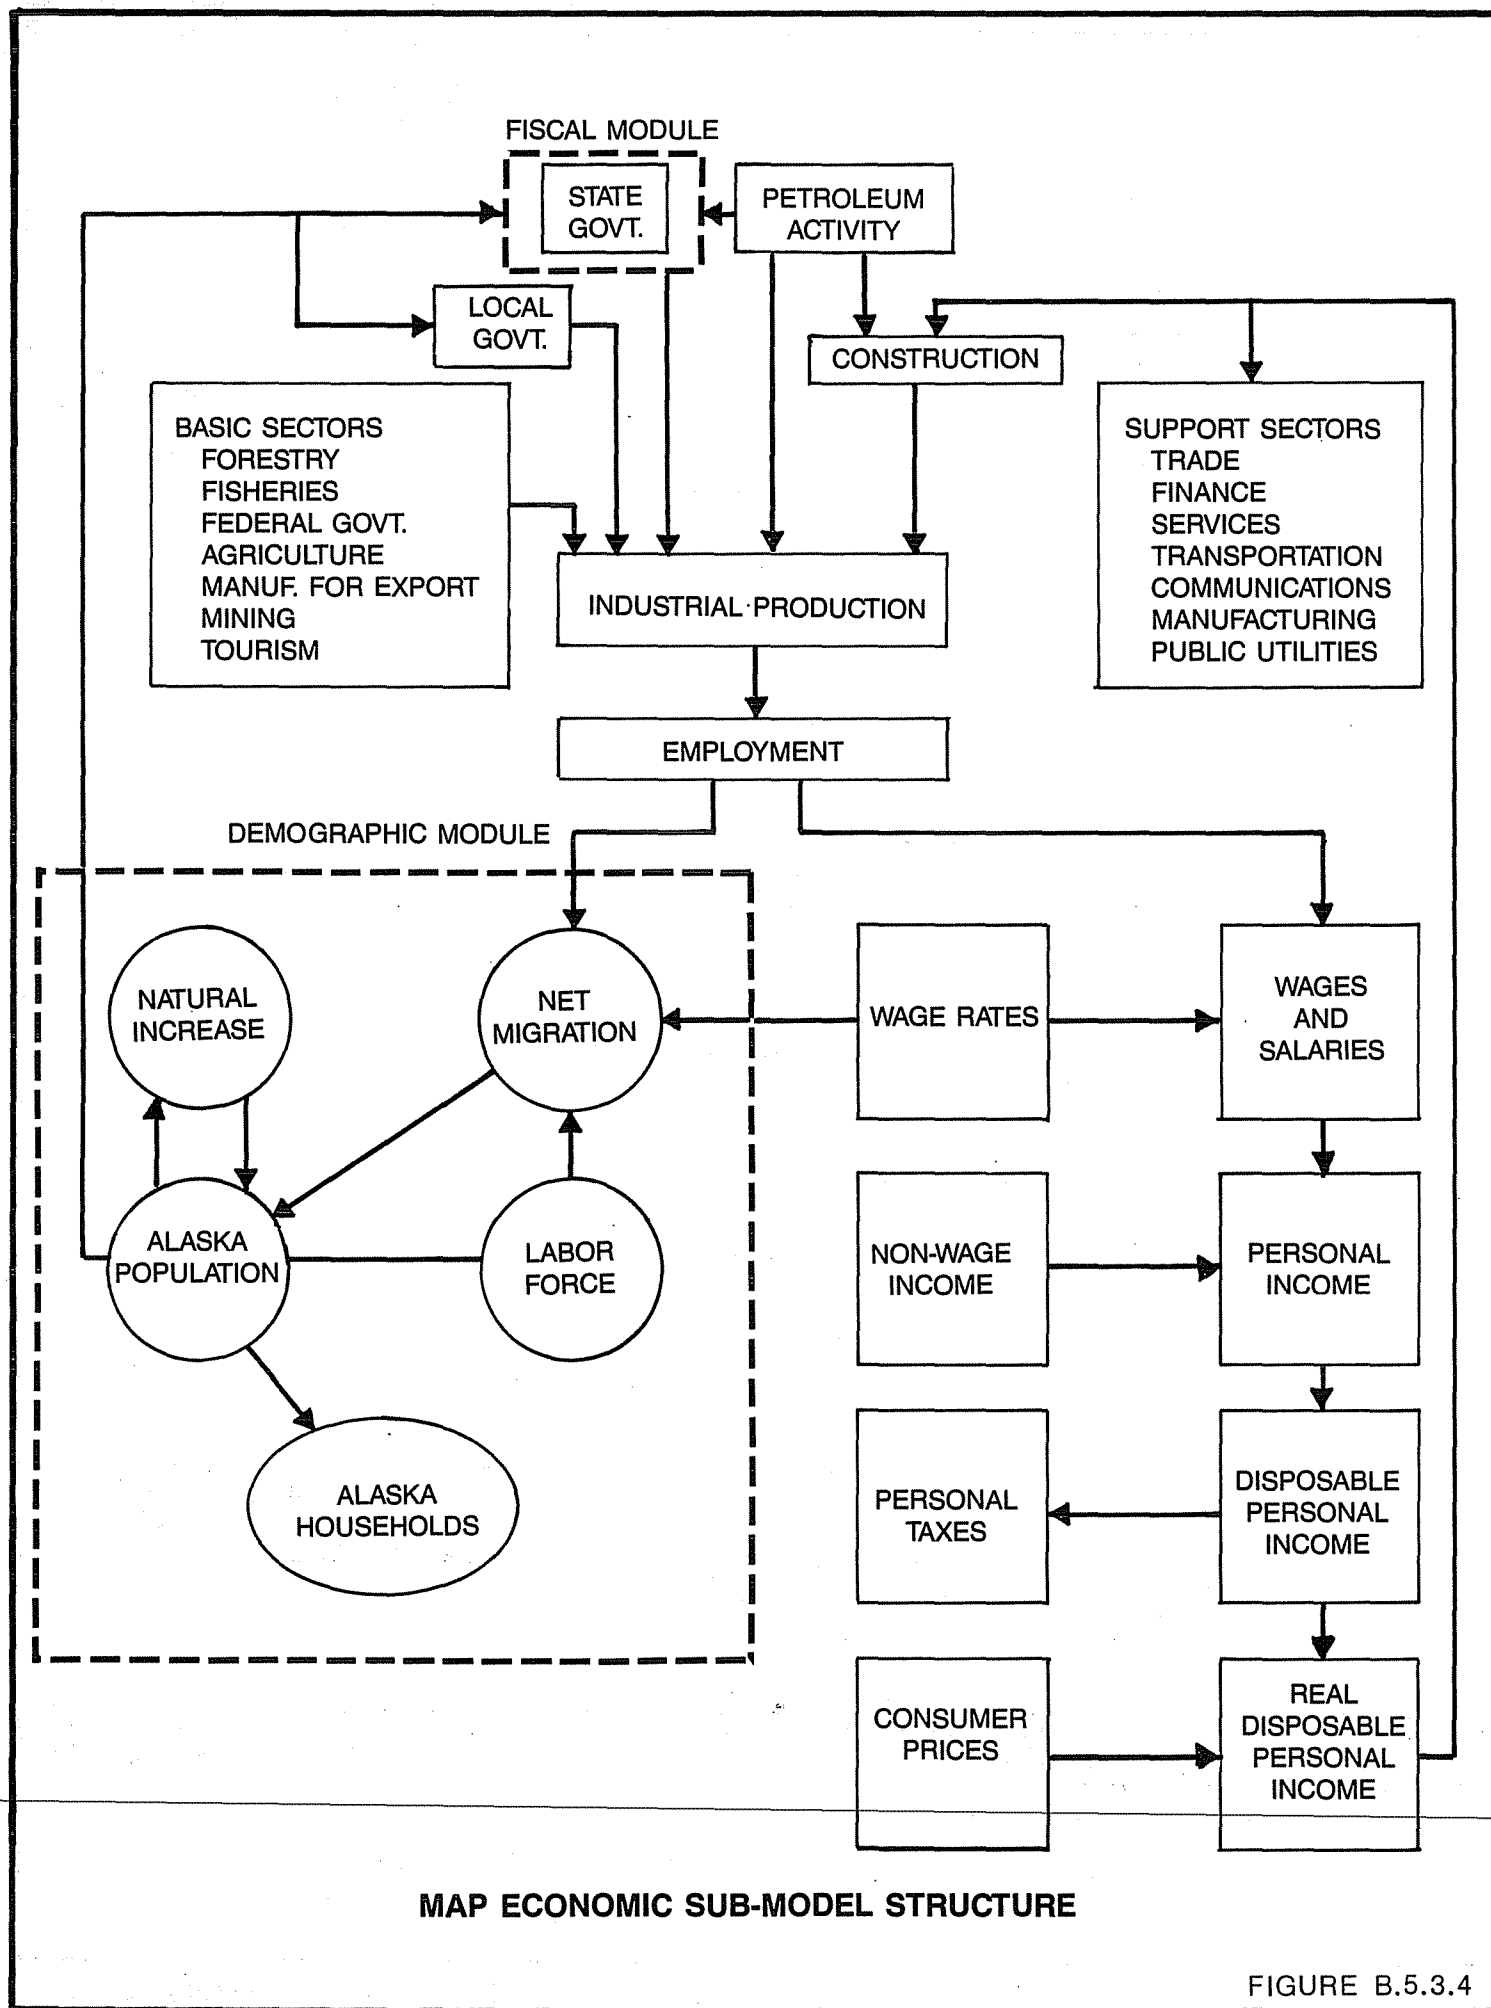 FISCAL MODULE
STATE
GOVT.
PETROLEUM
ACTIVITY
LOCAL
GOVT.
CONSTRUCTION
BASIC SECTORS
FORESTRY
FISHERIES
FEDERAL GOVT.
AGRICULTURE
MANUF. FOR EXPORT
MINING
TOURISM
SUPPORT SECTORS
TRADE
FINANCE
SERVICES
TRANSPORTATION
COMMUNICATIONS
MANUFACTURING
PUBLIC UTILITIES
INDUSTRIAL PRODUCTION
EMPLOYMENT
DEMOGRAPHIC MODULE
NATURAL
INCREASE
NET
MIGRATION
WAGE RATES
WAGES
AND
SALARIES
ALASKA
POPULATION
LABOR
FORCE
NON-WAGE
INCOME
PERSONAL
INCOME
ALASKA
HOUSEHOLDS
PERSONAL
TAXES
DISPOSABLE
PERSONAL
INCOME
CONSUMER
PRICES
REAL
DISPOSABLE
PERSONAL
INCOME
MAP ECONOMIC SUB-MODEL STRUCTURE
FIGURE B.5.3.4